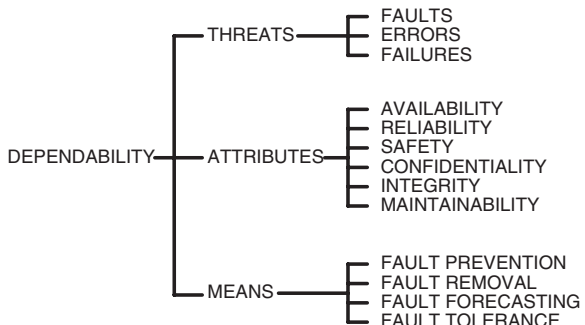 FAULTS
THREATS
ERRORS
FAILURES
AVAILABILITY
RELIABILITY
SAFETY
DEPENDABILITY
ATTRIBUTES
CONFIDENTIALITY
INTEGRITY
MAINTAINABILITY
FAULT PREVENTION
FAULT REMOVAL
MEANS
FAULT FORECASTING
FAULT TOLERANCE